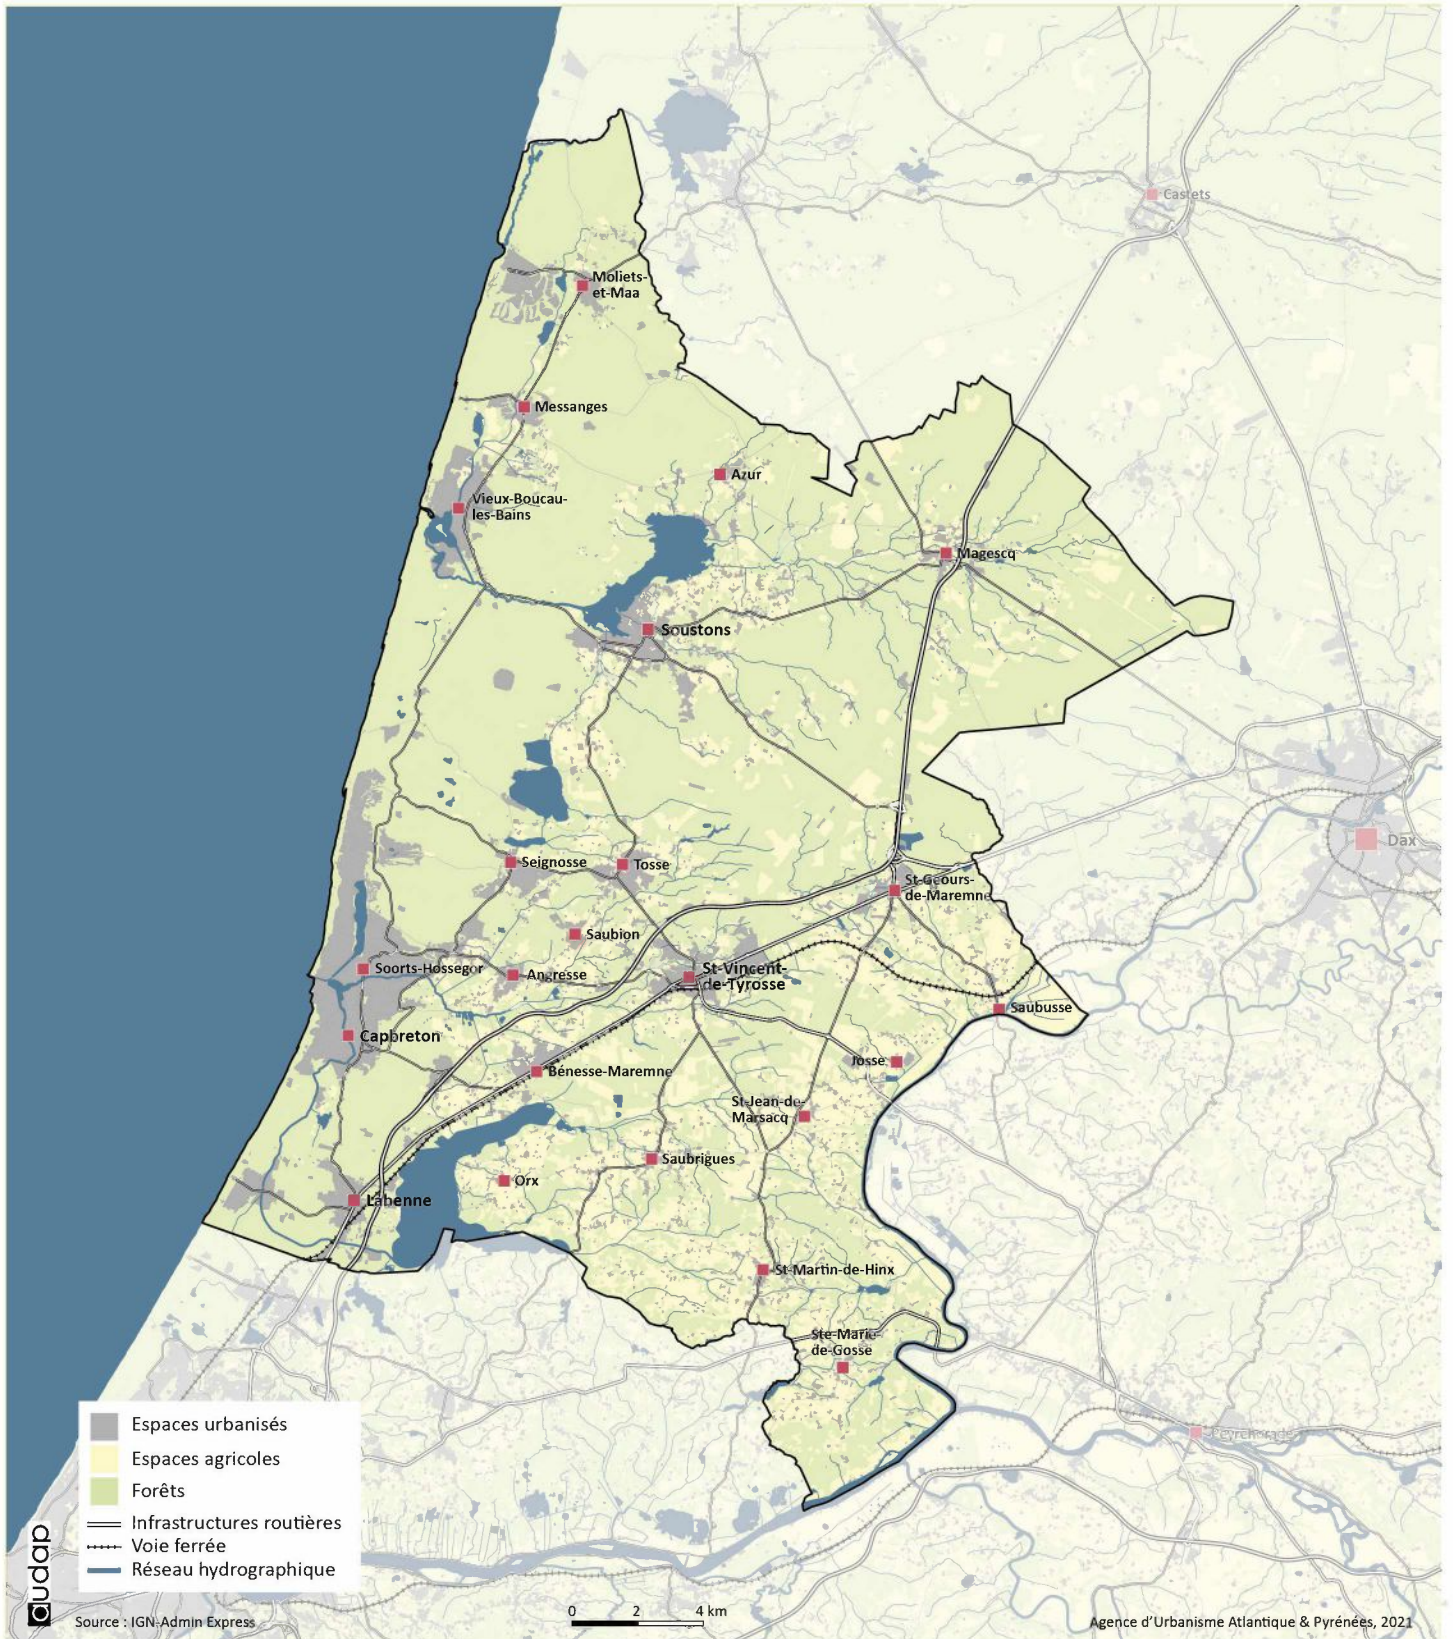 Castets
Moliets-
et-Maa
Messanges
Azur
Vieux-Boucau-
les-Bains
Magescq
Soustons
Dax
Seignosse
Tosse
St-Geours-
de-Maremne
Saubion
Soorts-Hossegor
Angresse
St-Vincent-
de-Tyrosse
Saubusse
Capbreton
Josse
Bénesse-Maremne
St-Jean-de-
Marsacq
Saubrigues
Orx
Labenne
St-Martin-de-Hinx
Ste-Marie-
de-Gosse
Peyrehorade
Espaces urbanisés
Espaces agricoles
Forêts
Infrastructures routières
Voie ferrée
Réseau hydrographique
audap
Source : IGN-Admin Express
0 2 4 km
Agence d'Urbanisme Atlantique & Pyrénées, 2021